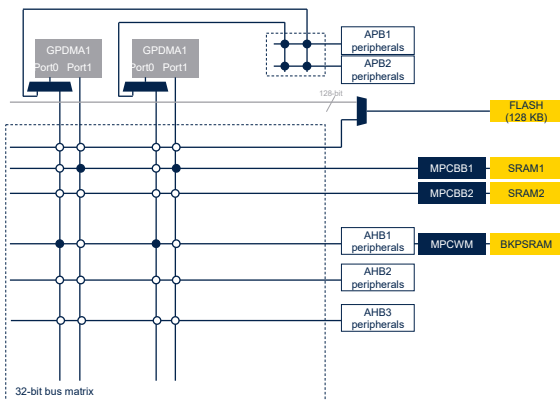 GPDMA1
Port0 Port1
GPDMA1
Port0 Port1
APB1
peripherals
APB2
peripherals
128-bit
FLASH
(128 KB)
MPCBB1
SRAM1
MPCBB2
SRAM2
AHB1
peripherals
MPCWM
BKPSRAM
AHB2
peripherals
AHB3
peripherals
32-bit bus matrix